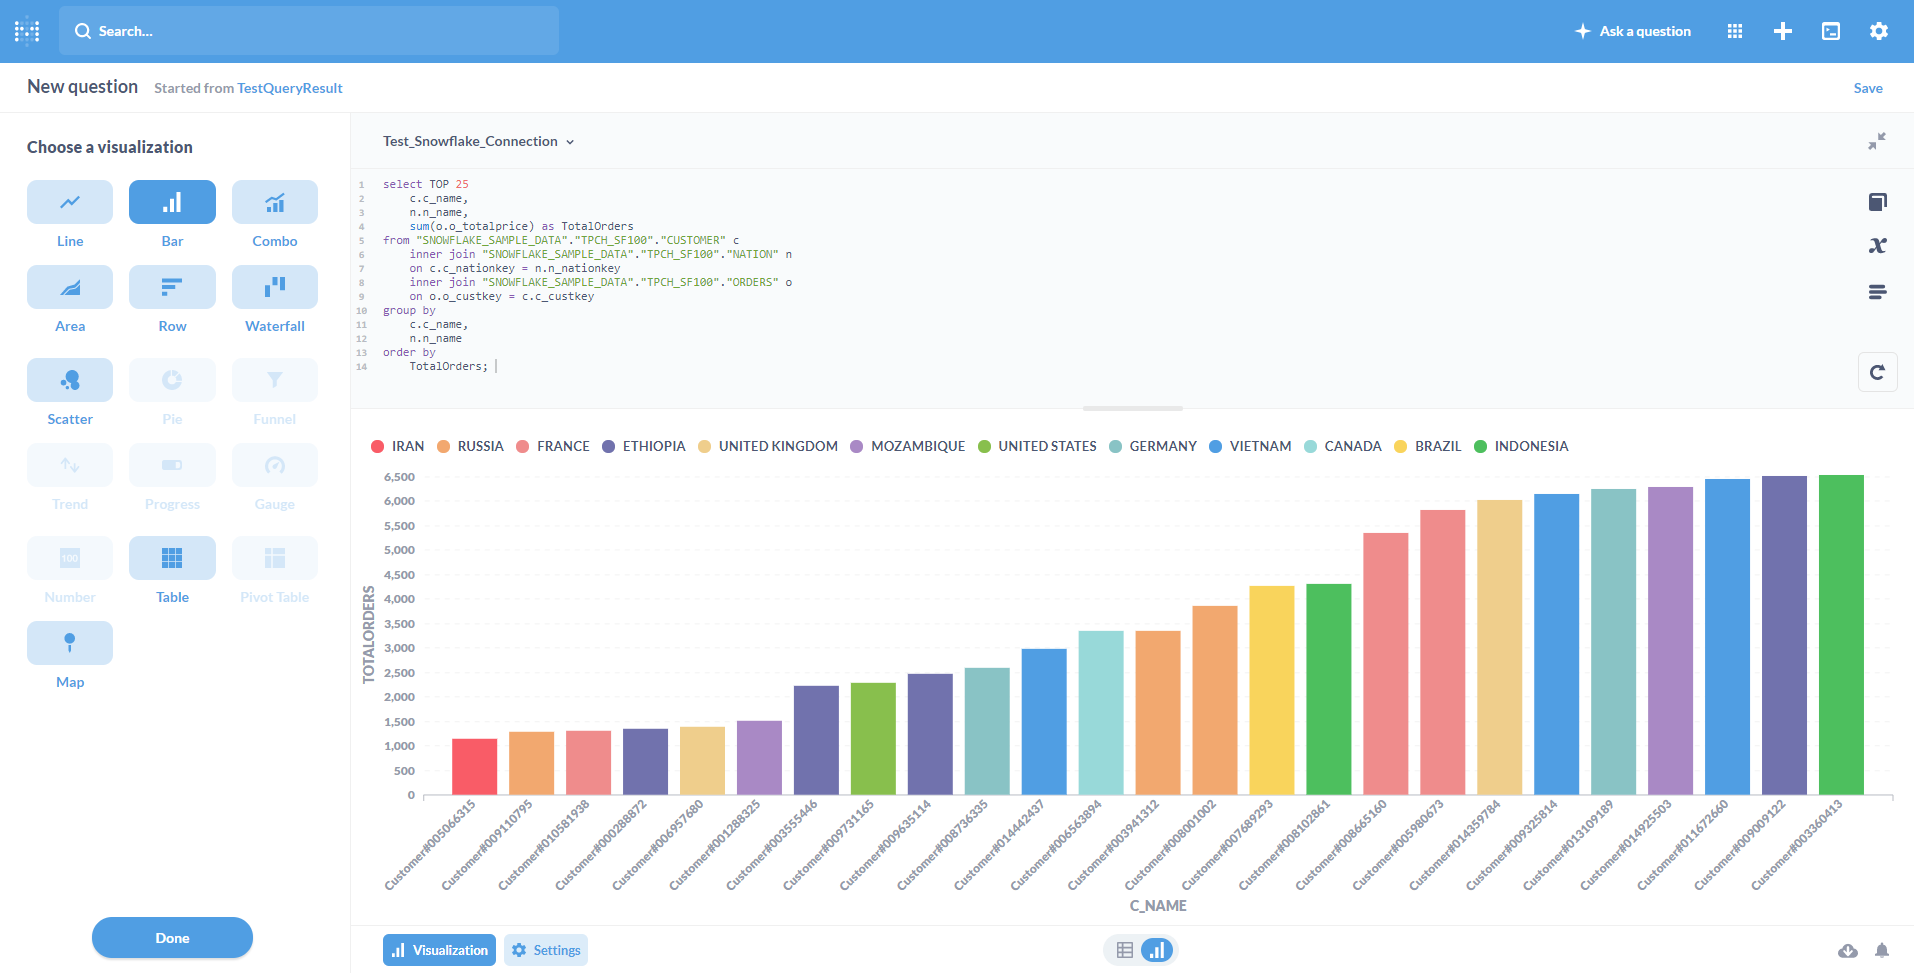 Search...
Ask a question
New question
Started from TestQueryResult
Save
Choose a visualization
Line
Bar
Combo
Area
Row
Waterfall
Scatter
Pie
Funnel
Trend
Progress
Gauge
100
Number
Table
Pivot Table
Map
Done
Test_Snowflake_Connection
1 select TOP 25
2 c.c_name,
3 n.n_name,
4 sum(o.o_totalprice) as TotalOrders
5 from "SNOWFLAKE_SAMPLE_DATA"."TPCH_SF100"."CUSTOMER" c
6 inner join "SNOWFLAKE_SAMPLE_DATA"."TPCH_SF100"."NATION" n
7 on c.c_nationkey = n.n_nationkey
8 inner join "SNOWFLAKE_SAMPLE_DATA"."TPCH_SF100"."ORDERS" o
9 on o.o_custkey = c.c_custkey
10 group by
11 c.c_name,
12 n.n_name
13 order by
14 TotalOrders;
x
IRAN RUSSIA FRANCE ETHIOPIA UNITED KINGDOM MOZAMBIQUE UNITED STATES GERMANY VIETNAM CANADA BRAZIL INDONESIA
TOTALORDERS
6,500
6,000
5,500
5,000
4,500
4,000
3,500
3,000
2,500
2,000
1,500
1,000
500
0
Customer#005066315
Customer#009110795
Customer#010581938
Customer#000288872
Customer#006957680
Customer#001288325
Customer#003555446
Customer#009731165
Customer#009635114
Customer#008736335
Customer#014442437
Customer#006563894
Customer#003941312
Customer#008001002
Customer#007689293
Customer#008102861
Customer#008665160
Customer#005980673
Customer#014359784
Customer#009325814
Customer#013109189
Customer#014925503
Customer#011672660
Customer#009009122
Customer#003360413
C_NAME
Visualization
Settings